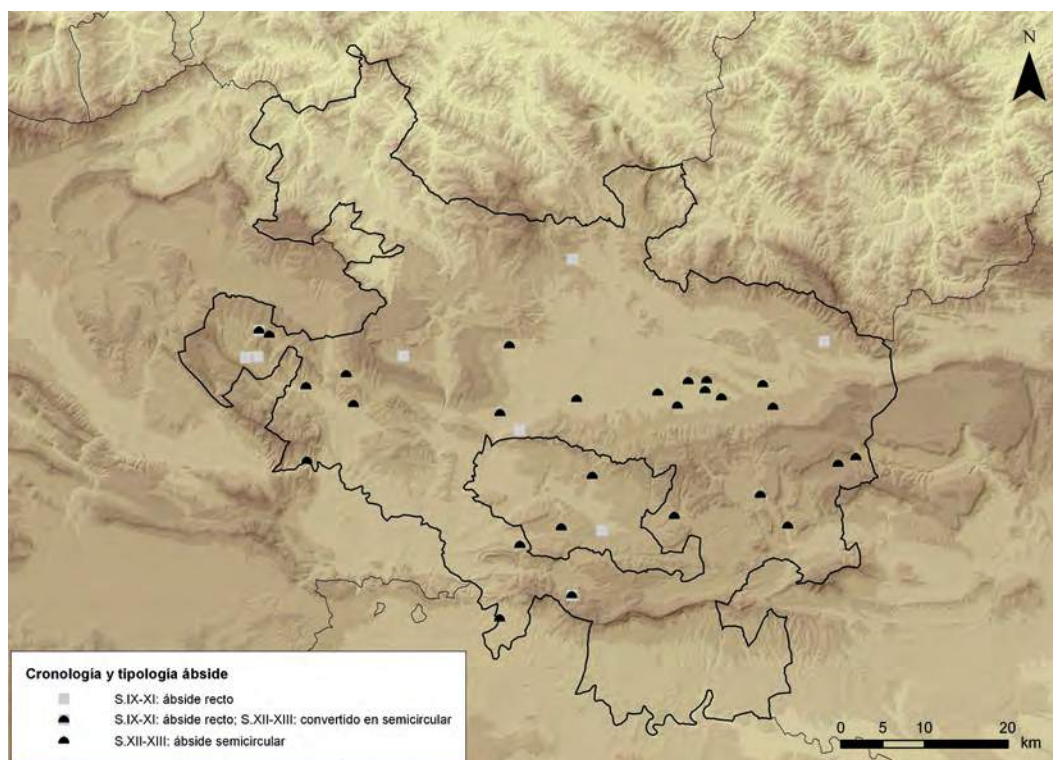 N
Cronología y tipología ábside
S.IX-XI: ábside recto
S.IX-XI: ábside recto; S.XII-XIII: convertido en semicircular
S.XII-XIII: ábside semicircular
0 5 10 20
km